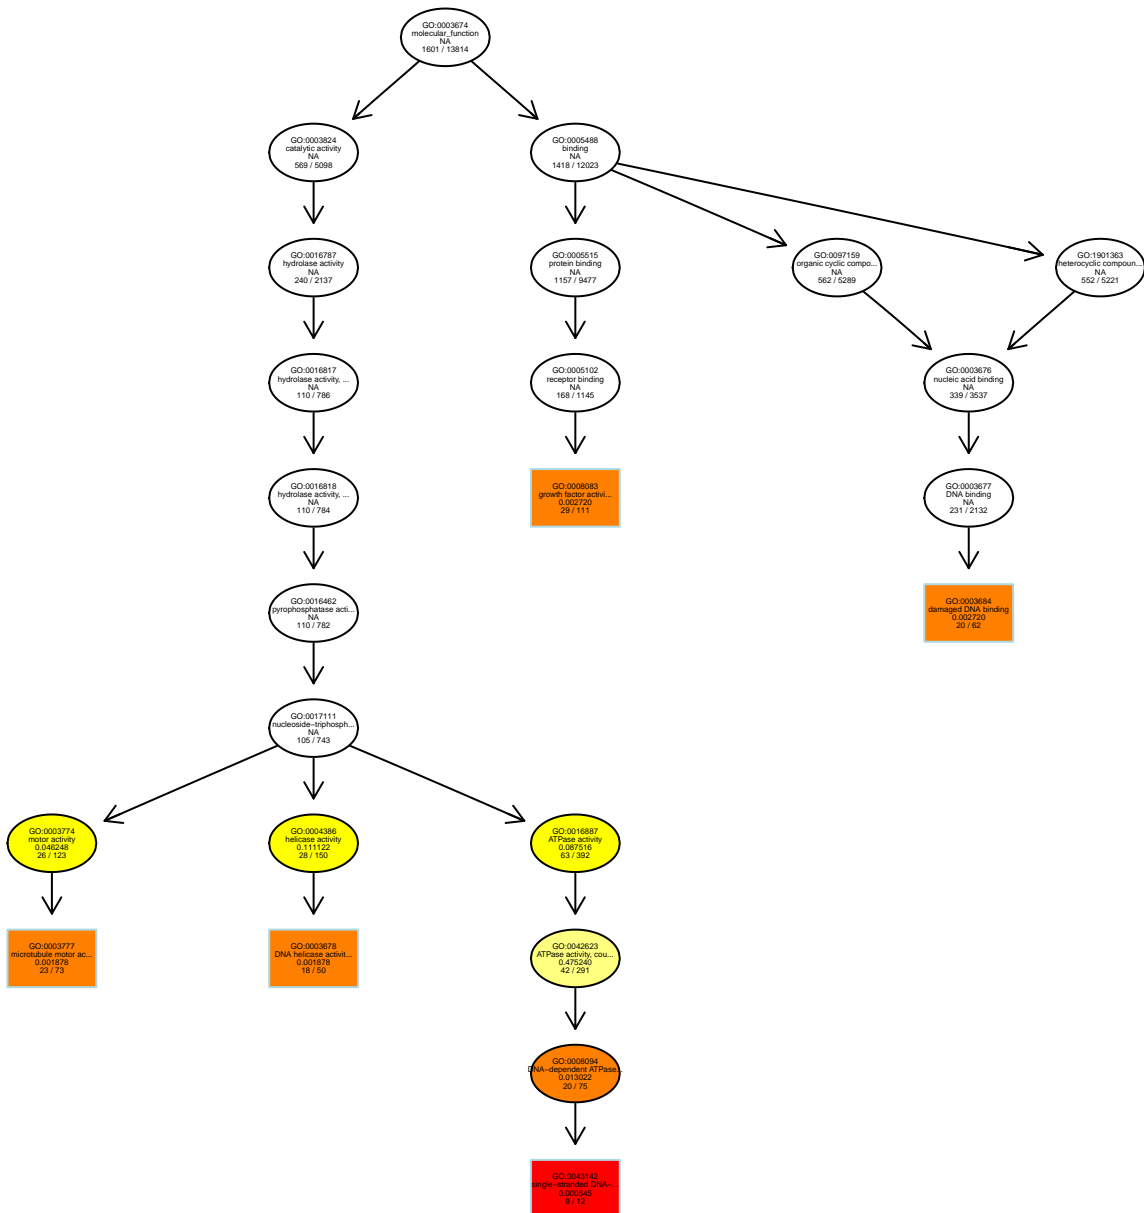 GO:0003674
molecular_function
NA
1601 / 13814
GO:0003824
catalytic activity
NA
569 / 5098
GO:0005488
binding
NA
1418 / 12023
GO:0016787
hydrolase activity
NA
240 / 2137
GO:0005515
protein binding
NA
1157 / 9477
GO:0097159
organic cyclic compo...
NA
562 / 5289
GO:1901363
heterocyclic compoun...
NA
552 / 5221
GO:0016817
hydrolase activity, ...
NA
110 / 786
GO:0005102
receptor binding
NA
168 / 1145
GO:0003676
nucleic acid binding
NA
339 / 3537
GO:0016818
hydrolase activity, ...
NA
110 / 784
GO:0008083
growth factor activi...
0.002720
29 / 111
GO:0003677
DNA binding
NA
231 / 2132
GO:0016462
pyrophosphatase acti...
NA
110 / 782
GO:0003684
damaged DNA binding
0.002720
20 / 62
GO:0017111
nucleoside−triphosph...
NA
105 / 743
GO:0003774
motor activity
0.046248
26 / 123
GO:0004386
helicase activity
0.111122
28 / 150
GO:0016887
ATPase activity
0.087516
63 / 392
GO:0003777
microtubule motor ac...
0.001878
23 / 73
GO:0003678
DNA helicase activit...
0.001878
18 / 50
GO:0042623
ATPase activity, cou...
0.475240
42 / 291
GO:0008094
DNA−dependent ATPase...
0.013022
20 / 75
GO:0043142
single−stranded DNA−...
0.000545
9 / 12